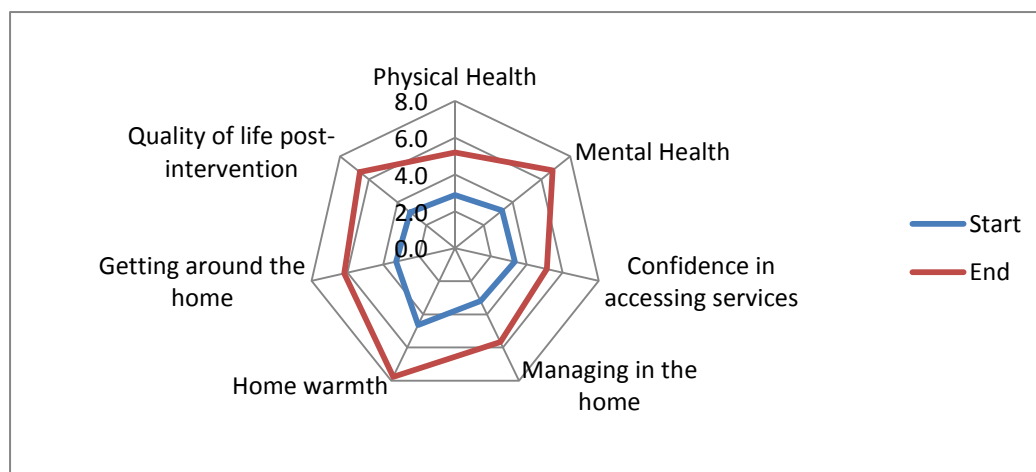 Physical Health
8.0
6.0
4.0
2.0
0.0
Quality of life post-
intervention
Mental Health
Getting around the
home
Confidence in
accessing services
Home warmth
Managing in the
home
Start
End